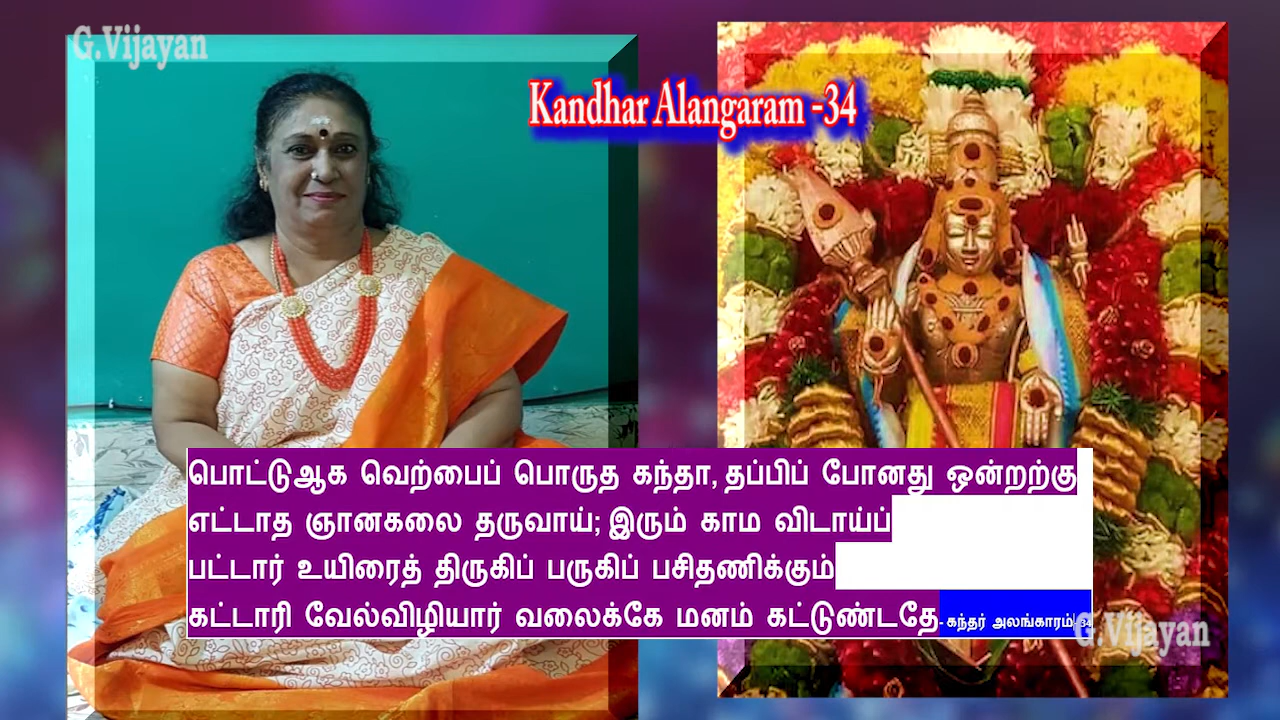 G.Vijayan
Kandhar Alangaram -34
பொட்டுஆக வெற்பைப் பொருத கந்தா, தப்பிப் போனது ஒன்றற்கு
எட்டாத ஞானகலை தருவாய்; இரும் காம விடாய்ப்
பட்டார் உயிரைத் திருகிப் பருகிப் பசிதணிக்கும்
கட்டாரி வேல்விழியார் வலைக்கே மனம் கட்டுண்டதே- கந்தர் அலங்காரம்-34
G.Vijayan